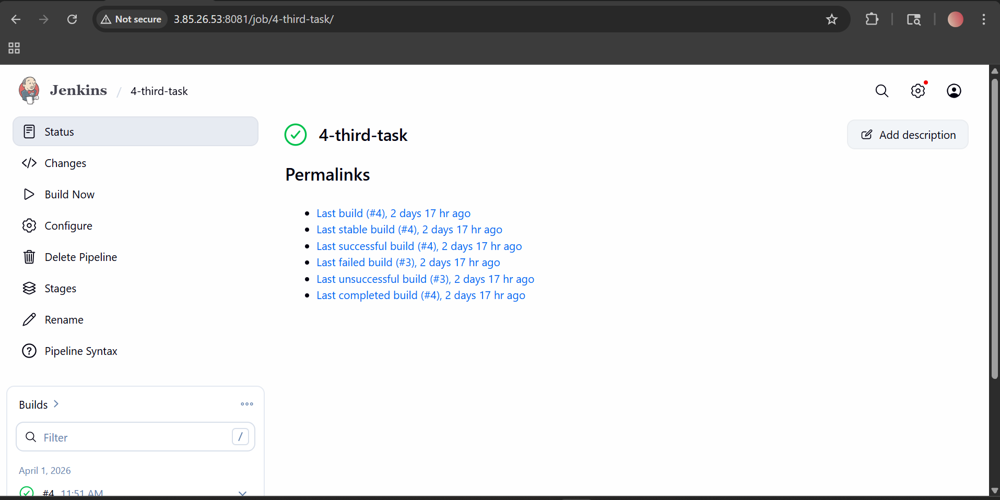 Not secure 3.85.26.53:8081/job/4-third-task/
Jenkins / 4-third-task
Status
Changes
Build Now
Configure
Delete Pipeline
Stages
Rename
Pipeline Syntax
Builds
Filter /
April 1, 2026
#4 11:51 AM
4-third-task
Add description
Permalinks
Last build (#4), 2 days 17 hr ago
Last stable build (#4), 2 days 17 hr ago
Last successful build (#4), 2 days 17 hr ago
Last failed build (#3), 2 days 17 hr ago
Last unsuccessful build (#3), 2 days 17 hr ago
Last completed build (#4), 2 days 17 hr ago